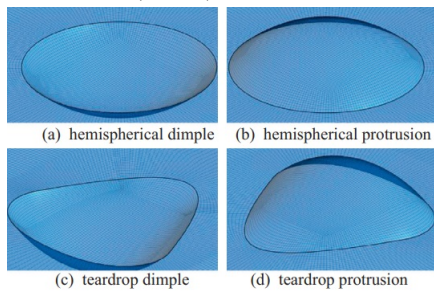 (a) hemispherical dimple
(b) hemispherical protrusion
(c) teardrop dimple
(d) teardrop protrusion